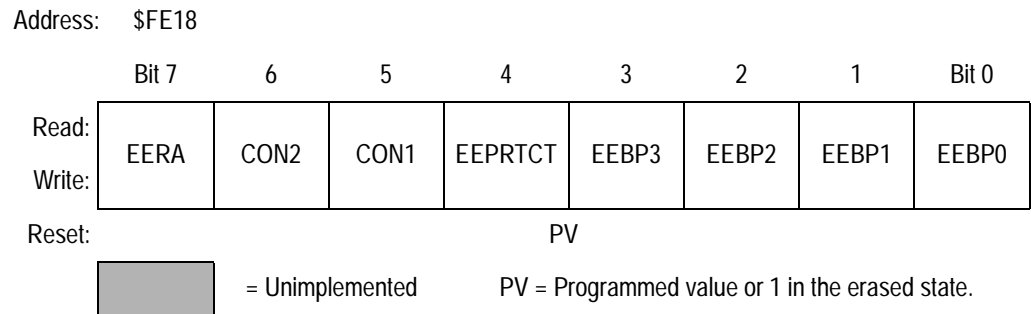 Address: $FE18
Bit 7 6 5 4 3 2 1 Bit 0
Read:
EERA CON2 CON1 EEPRTCT EEBP3 EEBP2 EEBP1 EEBP0
Write:
Reset: PV
= Unimplemented PV = Programmed value or 1 in the erased state.